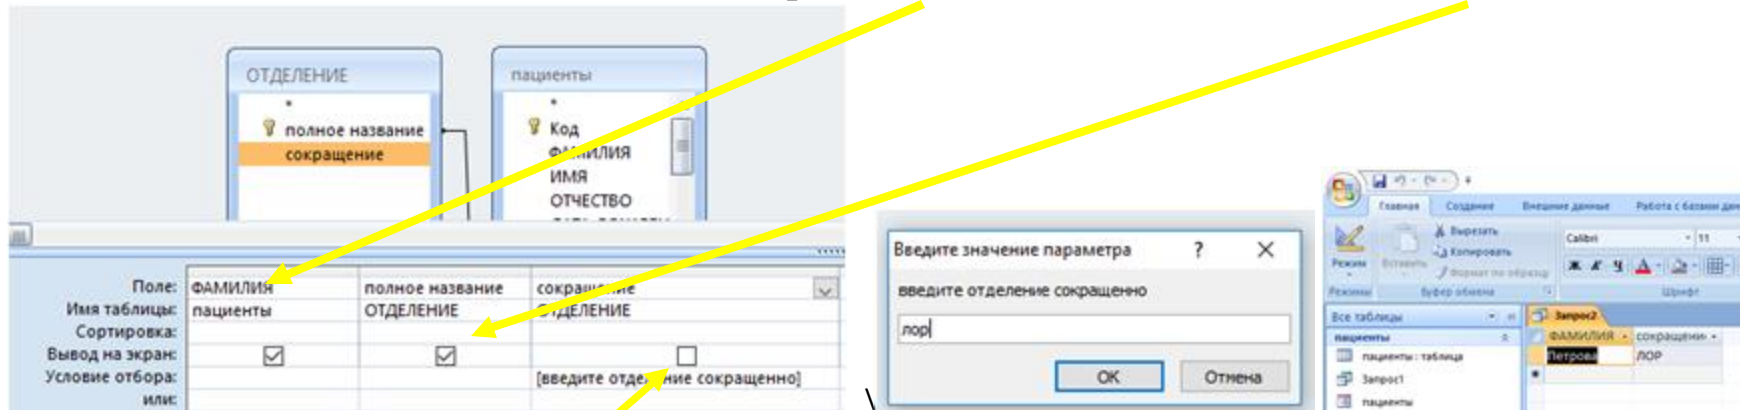 ОТДЕЛЕНИЕ
*
полное название
сокращение
пациенты
*
Код
ФАМИЛИЯ
ИМЯ
ОТЧЕСТВО
Поле: ФАМИЛИЯ полное название сокращение
Имя таблицы: пациенты ОТДЕЛЕНИЕ ОТДЕЛЕНИЕ
Сортировка:
Вывод на экран:
Условие отбора: [введите отделение сокращенно]
или:
\
Введите значение параметра ? X
введите отделение сокращенно
лор
ОК Отмена
Главная Создание Внешние данные Работа с базами дан
Режим
Вставить
Вырезать
Копировать
Формат по образцу
Calibri 11
Ж К Ч А
Режимы Буфер обмена Шрифт
Все таблицы
пациенты
пациенты : таблица
Запрос1
пациенты
Запрос2
ФАМИЛИЯ сокращени
Петрова ЛОР
*